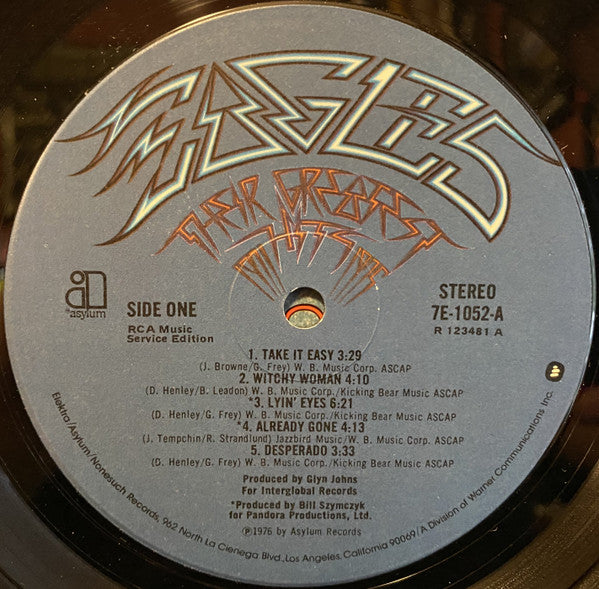 EAGLES
THEIR GREATEST
HITS
asylum
SIDE ONE
RCA Music
Service Edition
STEREO
7E-1052-A
R 123481 A
1. TAKE IT EASY 3:29
(J. Browne/G. Frey) W. B. Music Corp. ASCAP
2. WITCHY WOMAN 4:10
(D. Henley/B. Leadon) W. B. Music Corp./Kicking Bear Music ASCAP
*3. LYIN' EYES 6:21
(D. Henley/G. Frey) W. B. Music Corp./Kicking Bear Music ASCAP
*4. ALREADY GONE 4:13
(J. Tempchin/R. Strandlund) Jazzbird Music/W. B. Music Corp. ASCAP
5. DESPERADO 3:33
(D. Henley/G. Frey) W. B. Music Corp./Kicking Bear Music ASCAP
Produced by Glyn Johns
For Interglobal Records
*Produced by Bill Szymczyk
for Pandora Productions, Ltd.
Ⓟ1976 by Asylum Records
Elektra/Asylum/Nonesuch Records, 962 North La Cienega Blvd., Los Angeles, California 90069/A Division of Warner Communications Inc.